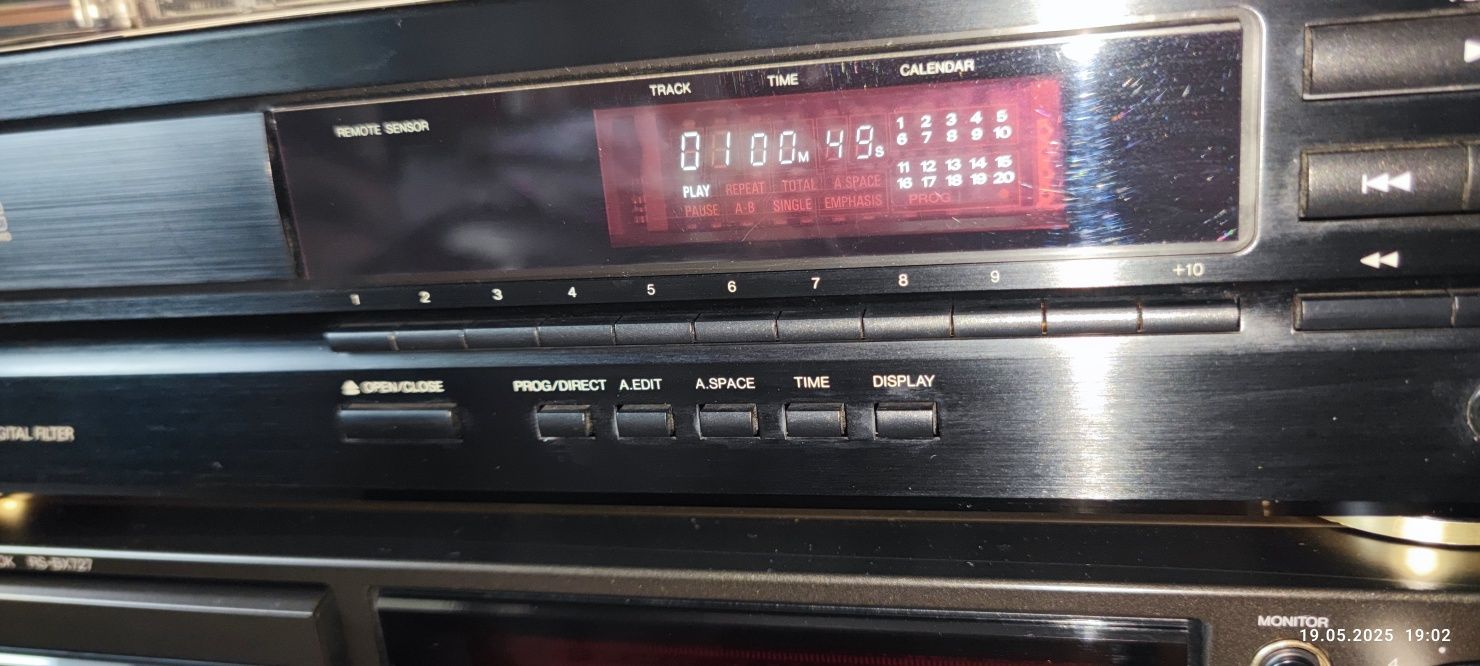 TRACK TIME CALENDAR
REMOTE SENSOR
01 00M 49S
1 2 3 4 5
6 7 8 9 10
11 12 13 14 15
16 17 18 19 20
PLAY REPEAT TOTAL A.SPACE
PAUSE A-B SINGLE EMPHASIS PROG
1 2 3 4 5 6 7 8 9 +10
OPEN/CLOSE PROG/DIRECT A.EDIT A.SPACE TIME DISPLAY
FILTER
RS-BX727
MONITOR
19.05.2025 19:02